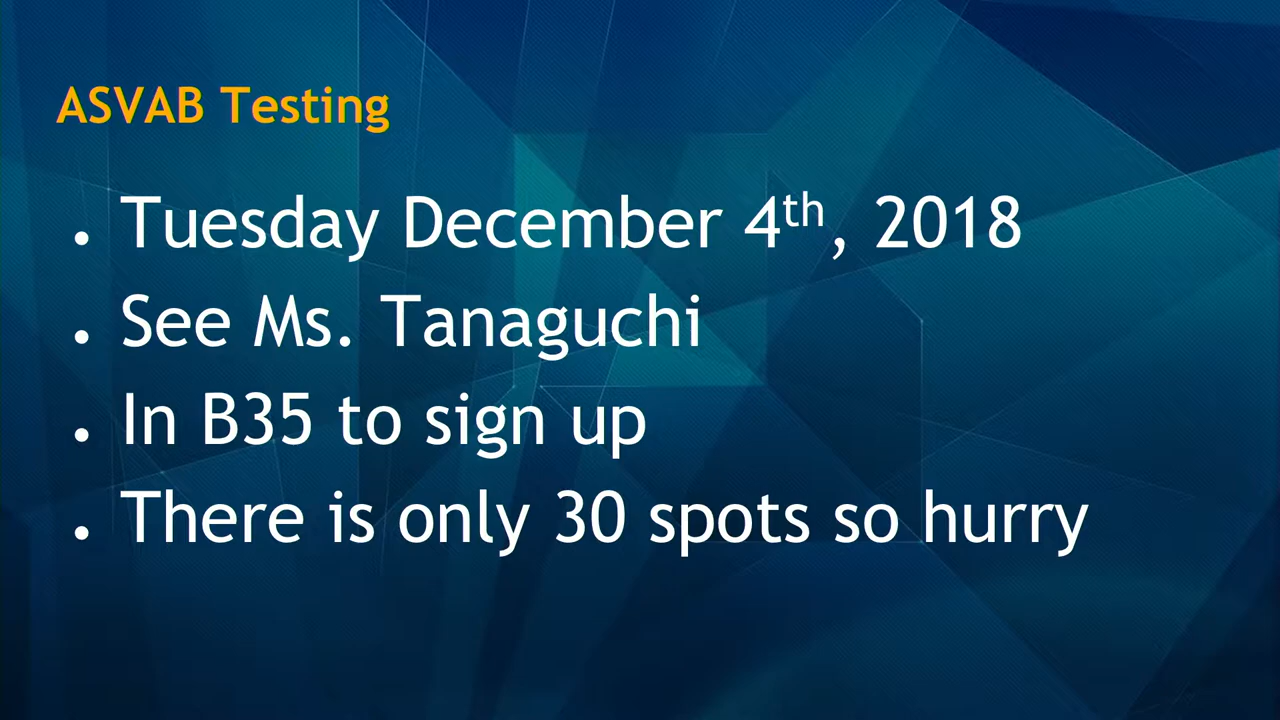 ASVAB Testing
. Tuesday December 4th, 2018
. See Ms. Tanaguchi
. In B35 to sign up
. There is only 30 spots so hurry